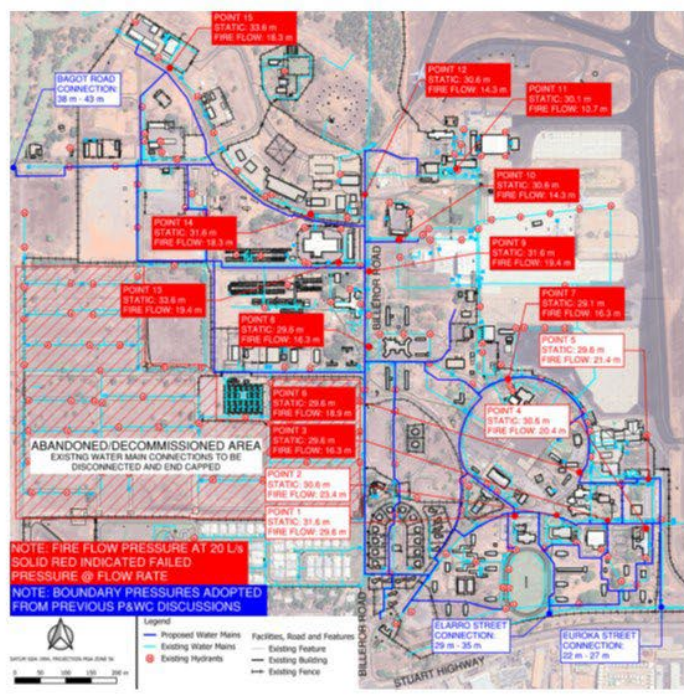 POINT 15
STATIC: 33.6 m
FIRE FLOW: 18.3 m
BAGOT ROAD
CONNECTION:
38 m - 43 m
POINT 12
STATIC: 30.6 m
FIRE FLOW: 14.3 m
POINT 11
STATIC: 30.1 m
FIRE FLOW: 10.7 m
POINT 10
STATIC: 30.6 m
FIRE FLOW: 14.3 m
POINT 14
STATIC: 31.6 m
FIRE FLOW: 18.3 m
POINT 9
STATIC: 31.6 m
FIRE FLOW: 19.4 m
BILLEROR ROAD
POINT 13
STATIC: 33.6 m
FIRE FLOW: 19.4 m
POINT 7
STATIC: 29.1 m
FIRE FLOW: 16.3 m
POINT 8
STATIC: 29.6 m
FIRE FLOW: 16.3 m
POINT 5
STATIC: 29.6 m
FIRE FLOW: 21.4 m
POINT 6
STATIC: 29.6 m
FIRE FLOW: 18.9 m
POINT 4
STATIC: 30.6 m
FIRE FLOW: 20.4 m
POINT 3
STATIC: 29.6 m
FIRE FLOW: 16.3 m
ABANDONED/DECOMMISSIONED AREA
EXISTNG WATER MAIN CONNECTIONS TO BE
DISCONNECTED AND END CAPPED
POINT 2
STATIC: 30.6 m
FIRE FLOW: 23.4 m
POINT 1
STATIC: 31.6 m
FIRE FLOW: 29.6 m
NOTE: FIRE FLOW PRESSURE AT 20 L/s
SOLID RED INDICATED FAILED
PRESSURE @ FLOW RATE
NOTE: BOUNDARY PRESSURES ADOPTED
FROM PREVIOUS P&WC DISCUSSIONS
BILLEROR ROAD
ELARRO STREET
CONNECTION:
29 m - 35 m
EUROKA STREET
CONNECTION:
22 m - 27 m
STUART HIGHWAY
Legend
Proposed Water Mains
Existing Water Mains
Existing Hydrants
Facilities, Road and Features
Existing Feature
Existing Building
Existing Fence
0 50 100 150 200 m